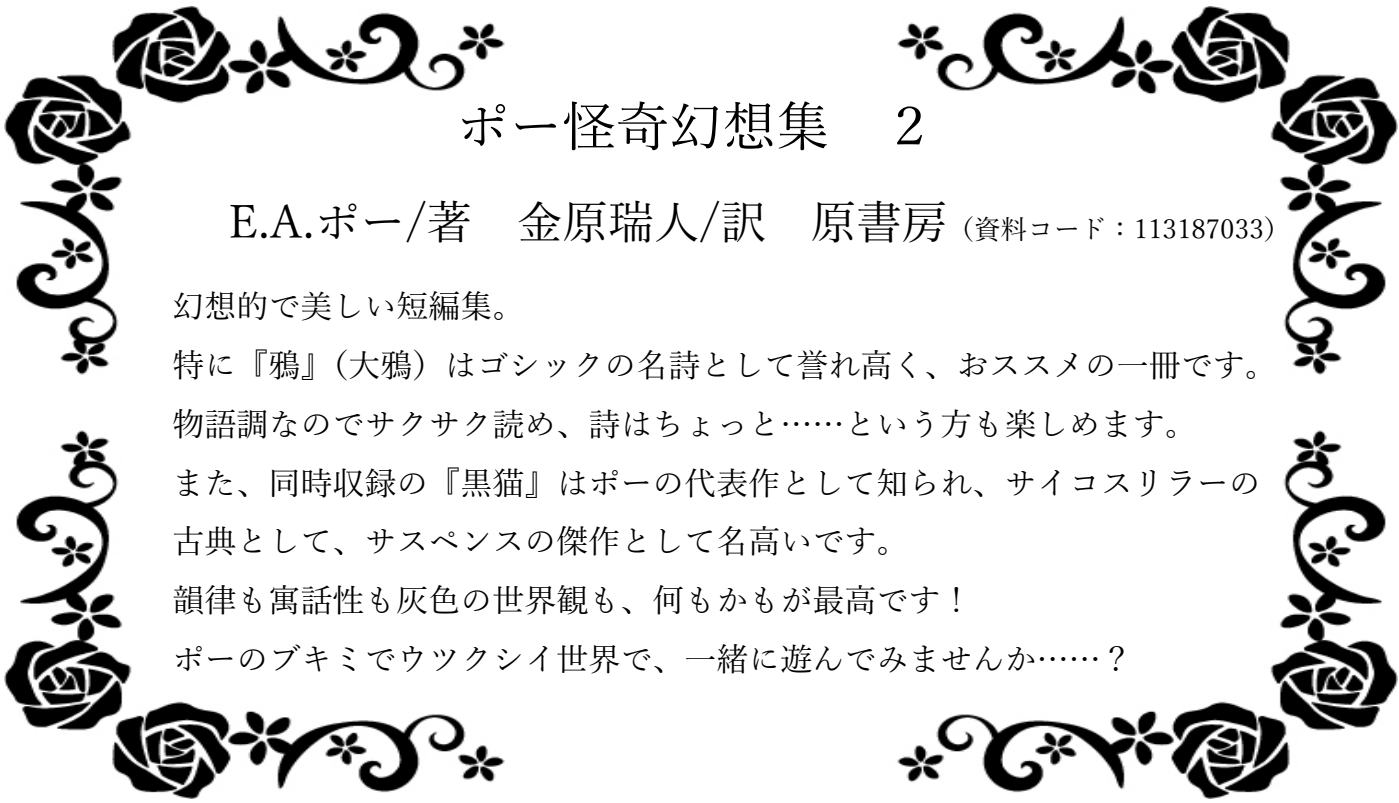 ポー怪奇幻想集　２
E.A.ポー/著　金原瑞人/訳　原書房（資料コード：113187033）
幻想的で美しい短編集。
特に『鴉』（大鴉）はゴシックの名詩として誉れ高く、おススメの一冊です。
物語調なのでサクサク読め、詩はちょっと……という方も楽しめます。
また、同時収録の『黒猫』はポーの代表作として知られ、サイコスリラーの
古典として、サスペンスの傑作として名高いです。
韻律も寓話性も灰色の世界観も、何もかもが最高です！
ポーのブキミでウツクシイ世界で、一緒に遊んでみませんか……？